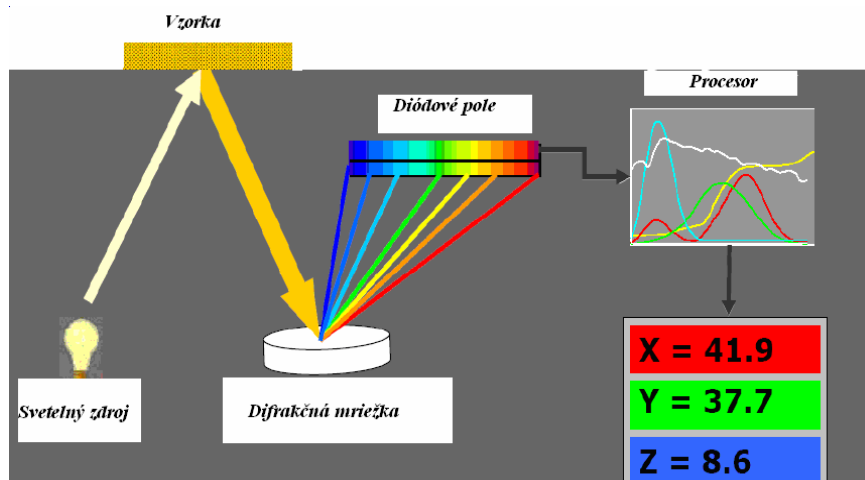 Vzorka
Procesor
Diódové pole
X = 41.9
Svetelný zdroj
Difrakčná mriežka
Y = 37.7
Z = 8.6